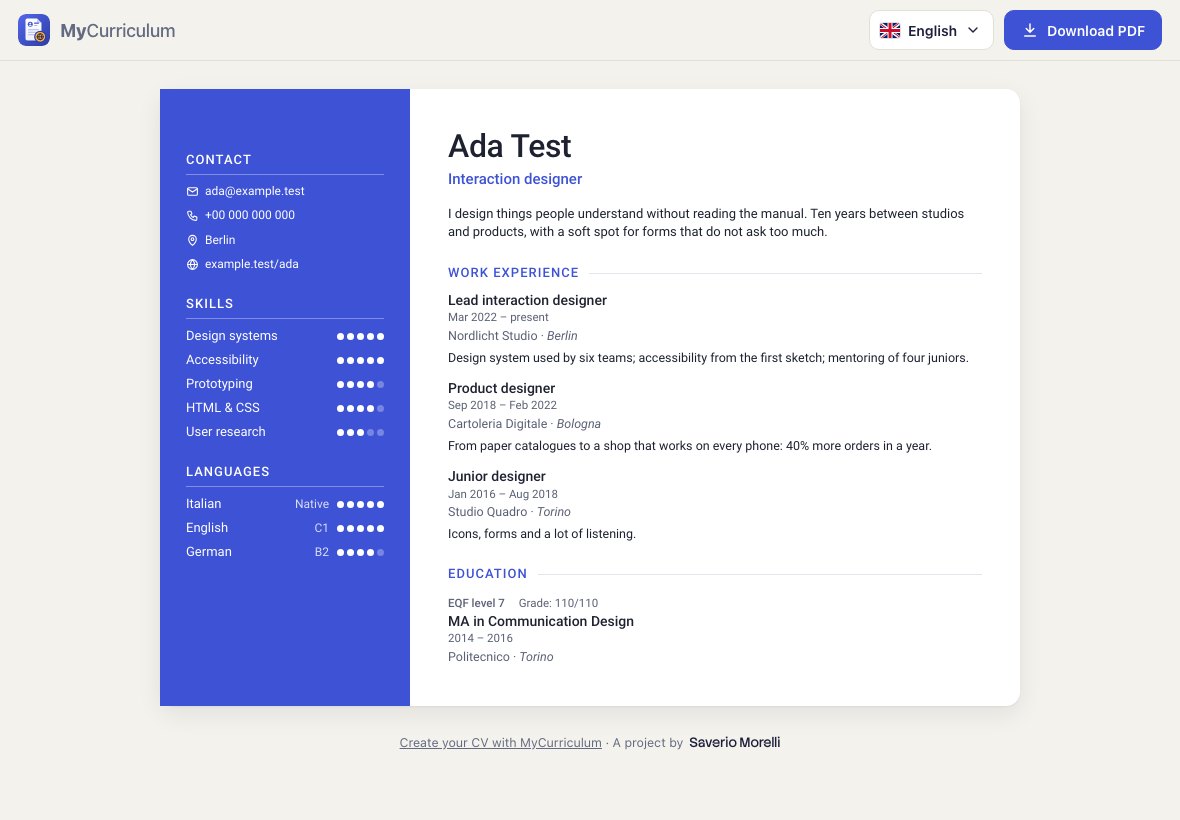 MyCurriculum
English
Download PDF
CONTACT
ada@example.test
+00 000 000 000
Berlin
example.test/ada
SKILLS
Design systems
Accessibility
Prototyping
HTML & CSS
User research
LANGUAGES
Italian Native
English C1
German B2
Ada Test
Interaction designer
I design things people understand without reading the manual. Ten years between studios
and products, with a soft spot for forms that do not ask too much.
WORK EXPERIENCE
Lead interaction designer
Mar 2022 – present
Nordlicht Studio · Berlin
Design system used by six teams; accessibility from the first sketch; mentoring of four juniors.
Product designer
Sep 2018 – Feb 2022
Cartoleria Digitale · Bologna
From paper catalogues to a shop that works on every phone: 40% more orders in a year.
Junior designer
Jan 2016 – Aug 2018
Studio Quadro · Torino
Icons, forms and a lot of listening.
EDUCATION
EQF level 7 Grade: 110/110
MA in Communication Design
2014 – 2016
Politecnico · Torino
Create your CV with MyCurriculum · A project by Saverio Morelli